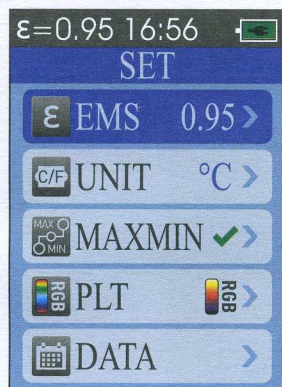 ε=0.95 16:56
SET
ε EMS 0.95
C/F UNIT °C
MAX MIN MAXMIN
RGB PLT RGB
DATA